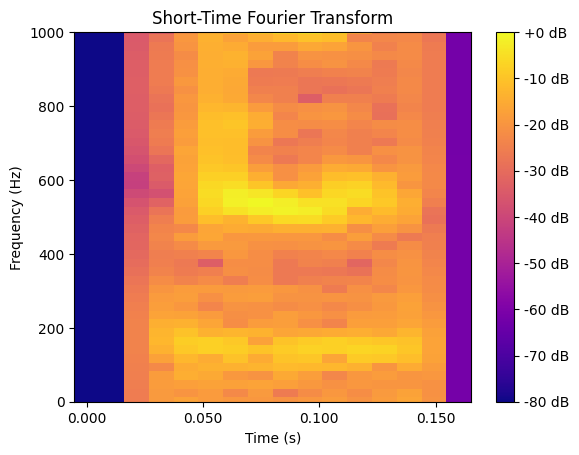 Short-Time Fourier Transform
1000
800
600
400
200
0
Frequency (Hz)
0.000
0.050
0.100
0.150
Time (s)
+0 dB
-10 dB
-20 dB
-30 dB
-40 dB
-50 dB
-60 dB
-70 dB
-80 dB